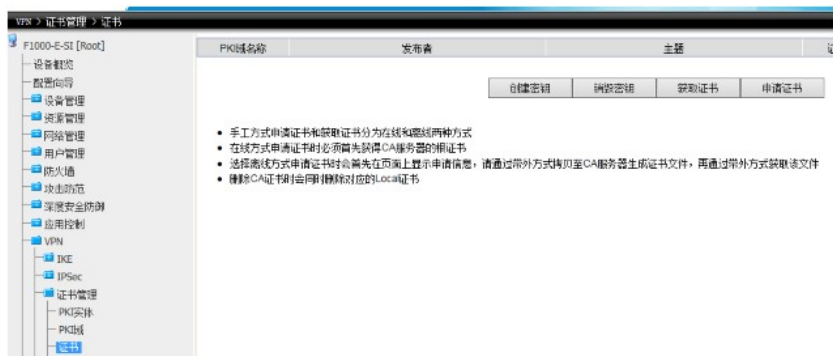 VPN > 证书管理 > 证书
F1000-E-SI [Root]
设备概览
配置向导
设备管理
资源管理
网络管理
用户管理
防火墙
攻击防范
深度安全防御
应用控制
VPN
IKE
IPSec
证书管理
PKI实体
PKI域
证书
PKI域名称 发布者 主题
创建密钥 销毁密钥 获取证书 申请证书
• 手工方式申请证书和获取证书分为在线和离线两种方式
• 在线方式申请证书时必须首先获得CA服务器的根证书
• 选择离线方式申请证书时会首先在页面上显示申请信息，请通过带外方式拷贝至CA服务器生成证书文件，再通过带外方式获取该文件
• 删除CA证书时会同时删除对应的Local证书